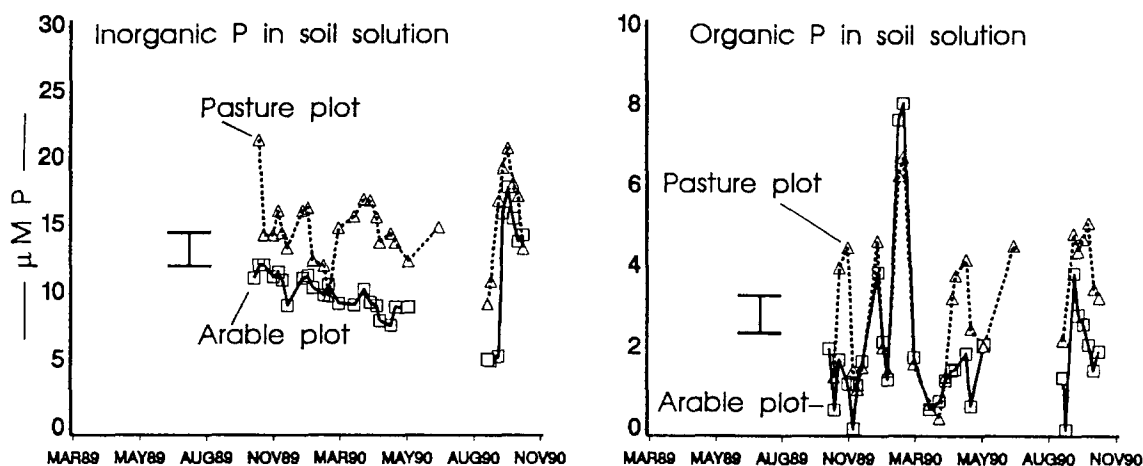 Inorganic P in soil solution
μM P
30
25
20
15
10
5
0
Pasture plot
Arable plot
MAR89 MAY89 AUG89 NOV89 MAR90 MAY90 AUG90 NOV90
Organic P in soil solution
10
8
6
4
2
0
Pasture plot
Arable plot
MAR89 MAY89 AUG89 NOV89 MAR90 MAY90 AUG90 NOV90